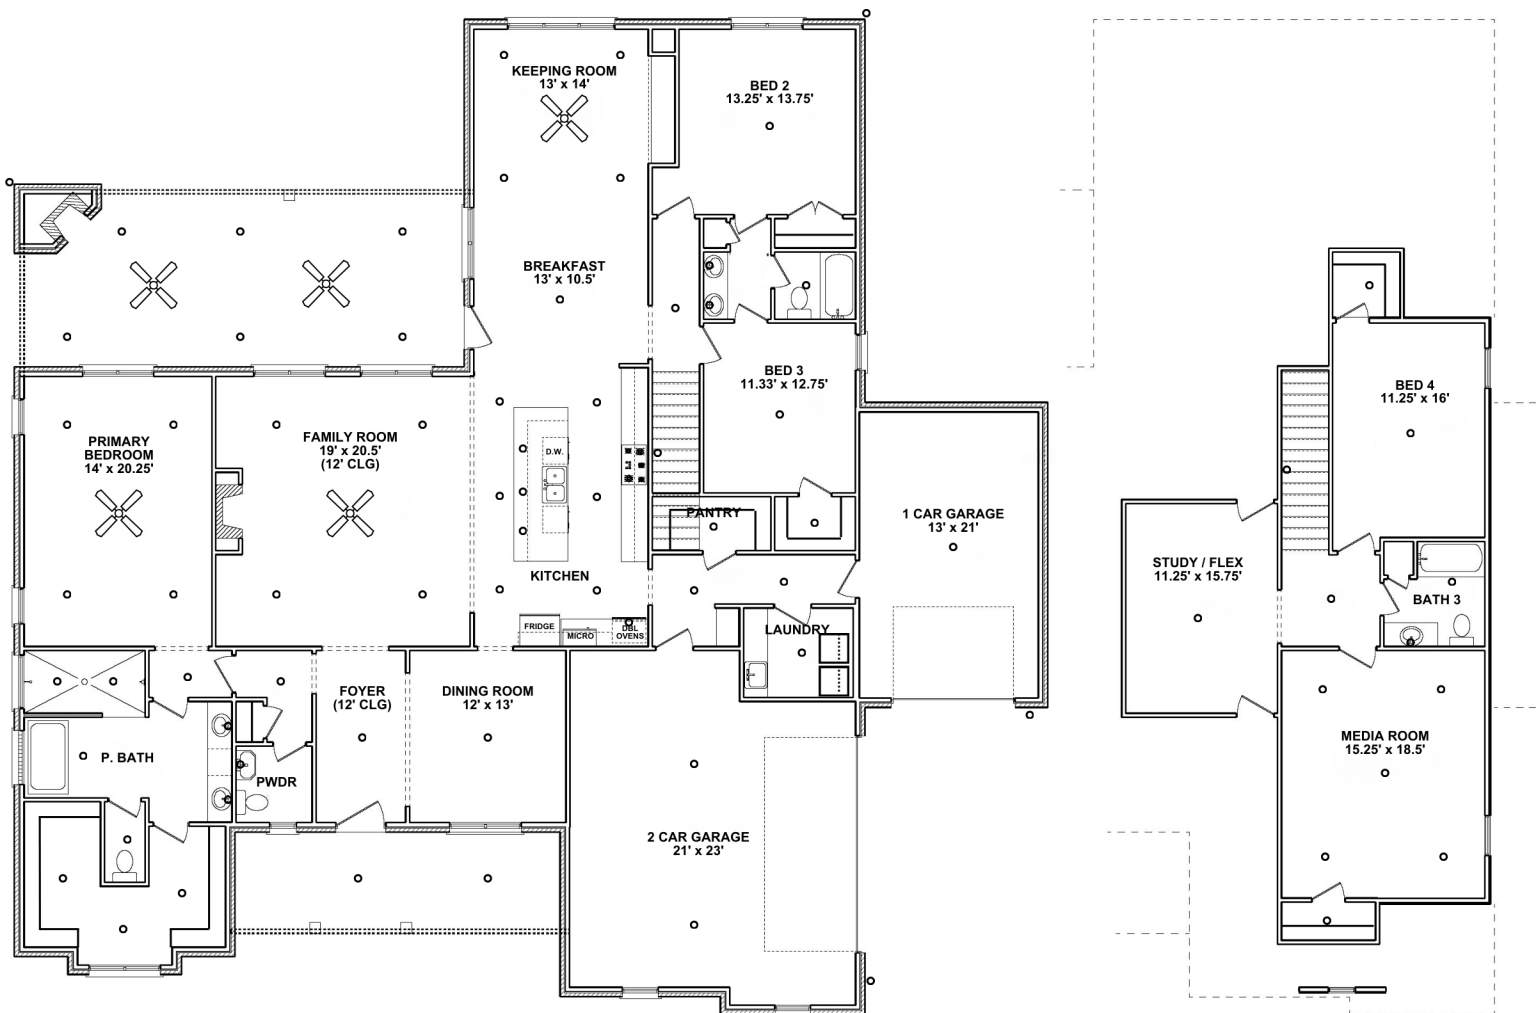 KEEPING ROOM
13' x 14'
BED 2
13.25' x 13.75'
BREAKFAST
13' x 10.5'
BED 3
11.33' x 12.75'
PRIMARY
BEDROOM
14' x 20.25'
FAMILY ROOM
19' x 20.5'
(12' CLG)
D.W.
PANTRY
1 CAR GARAGE
13' x 21'
KITCHEN
FRIDGE
MICRO
DBL
OVENS
LAUNDRY
FOYER
(12' CLG)
DINING ROOM
12' x 13'
P. BATH
PWDR
2 CAR GARAGE
21' x 23'
BED 4
11.25' x 16'
STUDY / FLEX
11.25' x 15.75'
BATH 3
MEDIA ROOM
15.25' x 18.5'